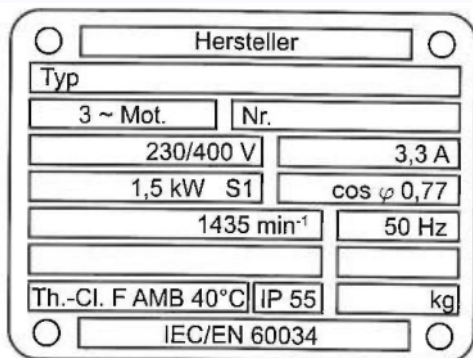 Hersteller
Typ
3 ~ Mot. Nr.
230/400 V 3,3 A
1,5 kW S1 cos φ 0,77
1435 min⁻¹ 50 Hz
Th.-Cl. F AMB 40°C IP 55 kg
IEC/EN 60034